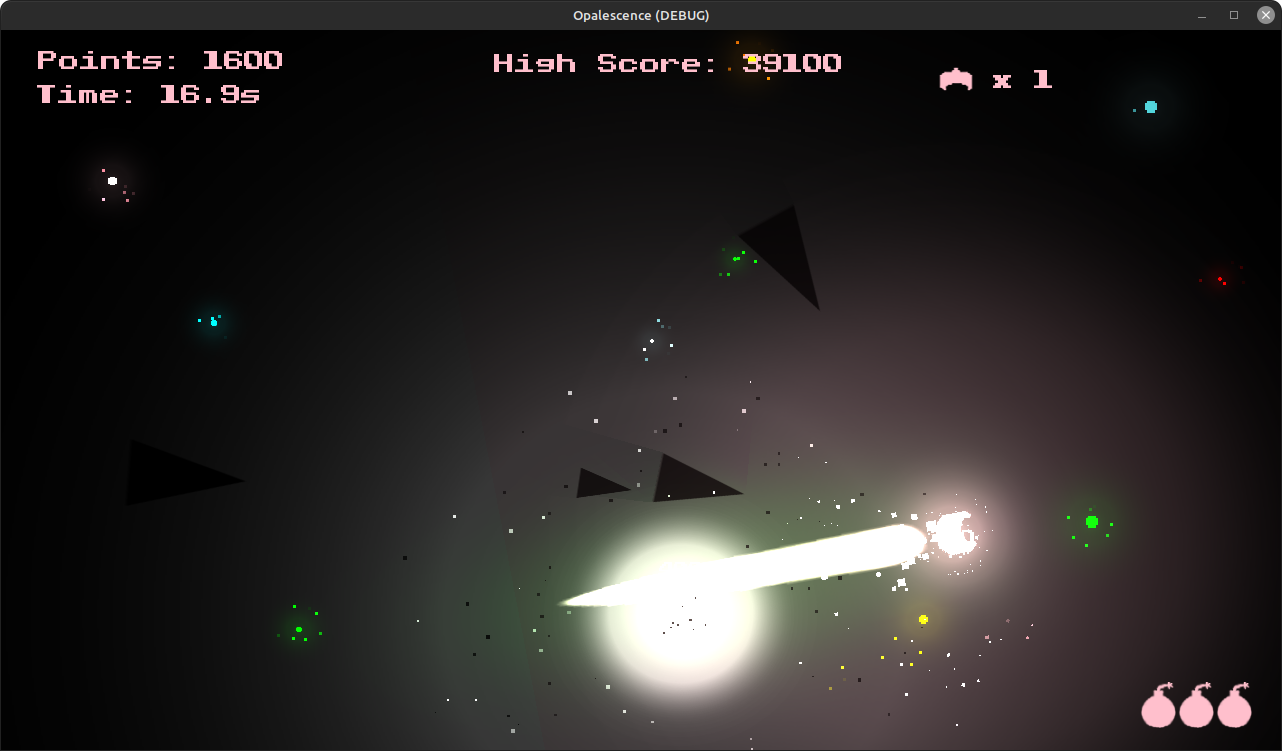 Opalescence (DEBUG)
Points: 1600
High Score: 39100
x 1
Time: 16.9s